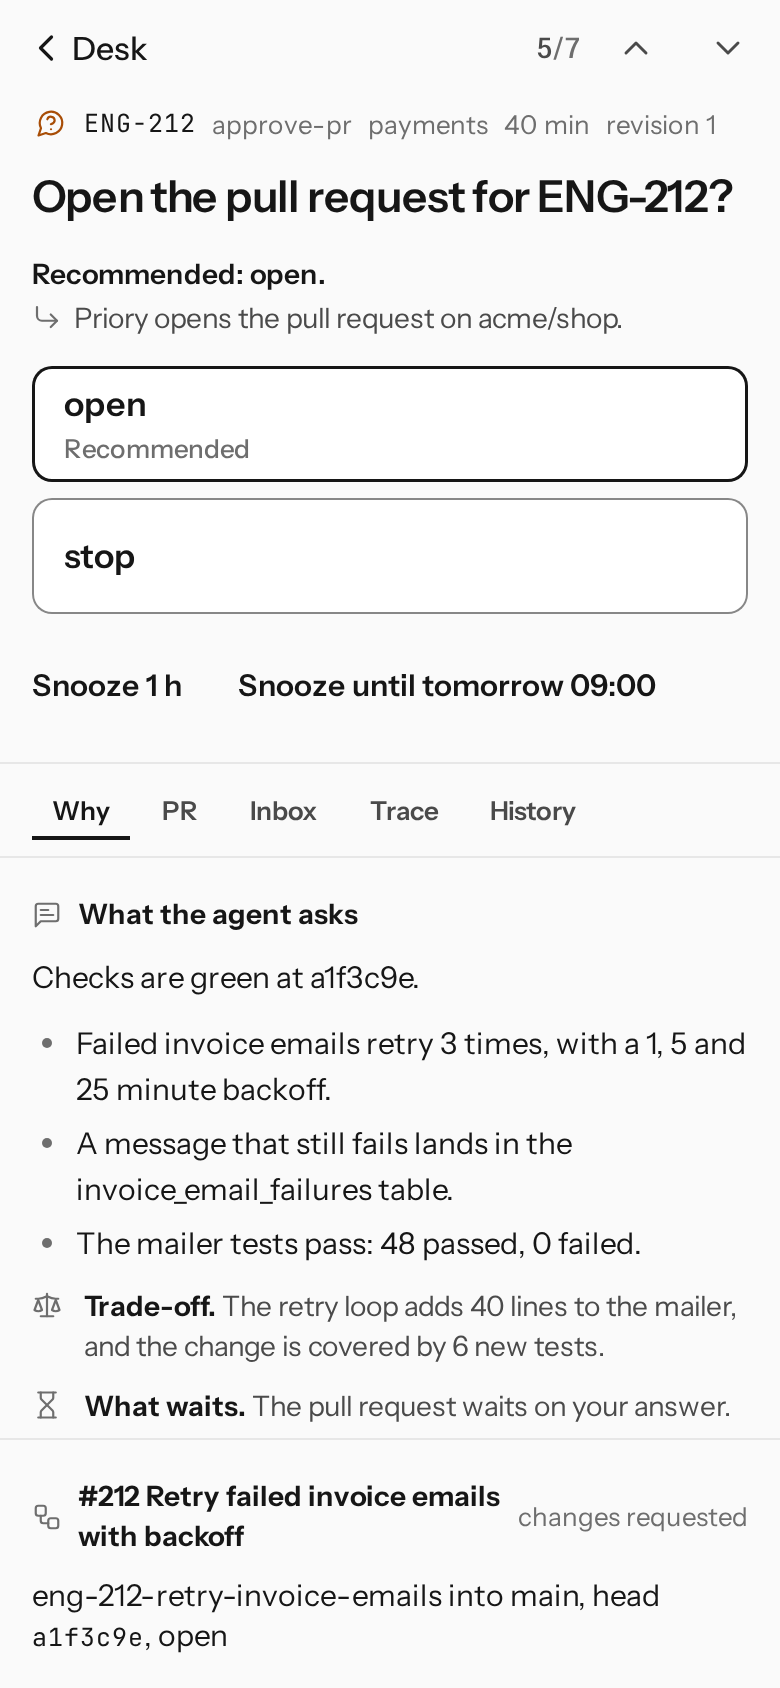 Desk 5/7
ENG-212 approve-pr payments 40 min revision 1
Open the pull request for ENG-212?
Recommended: open.
Priory opens the pull request on acme/shop.
open
Recommended
stop
Snooze 1 h Snooze until tomorrow 09:00
Why PR Inbox Trace History
What the agent asks
Checks are green at a1f3c9e.
Failed invoice emails retry 3 times, with a 1, 5 and
25 minute backoff.
A message that still fails lands in the
invoice_email_failures table.
The mailer tests pass: 48 passed, 0 failed.
Trade-off. The retry loop adds 40 lines to the mailer,
and the change is covered by 6 new tests.
What waits. The pull request waits on your answer.
#212 Retry failed invoice emails
with backoff
changes requested
eng-212-retry-invoice-emails into main, head
a1f3c9e, open